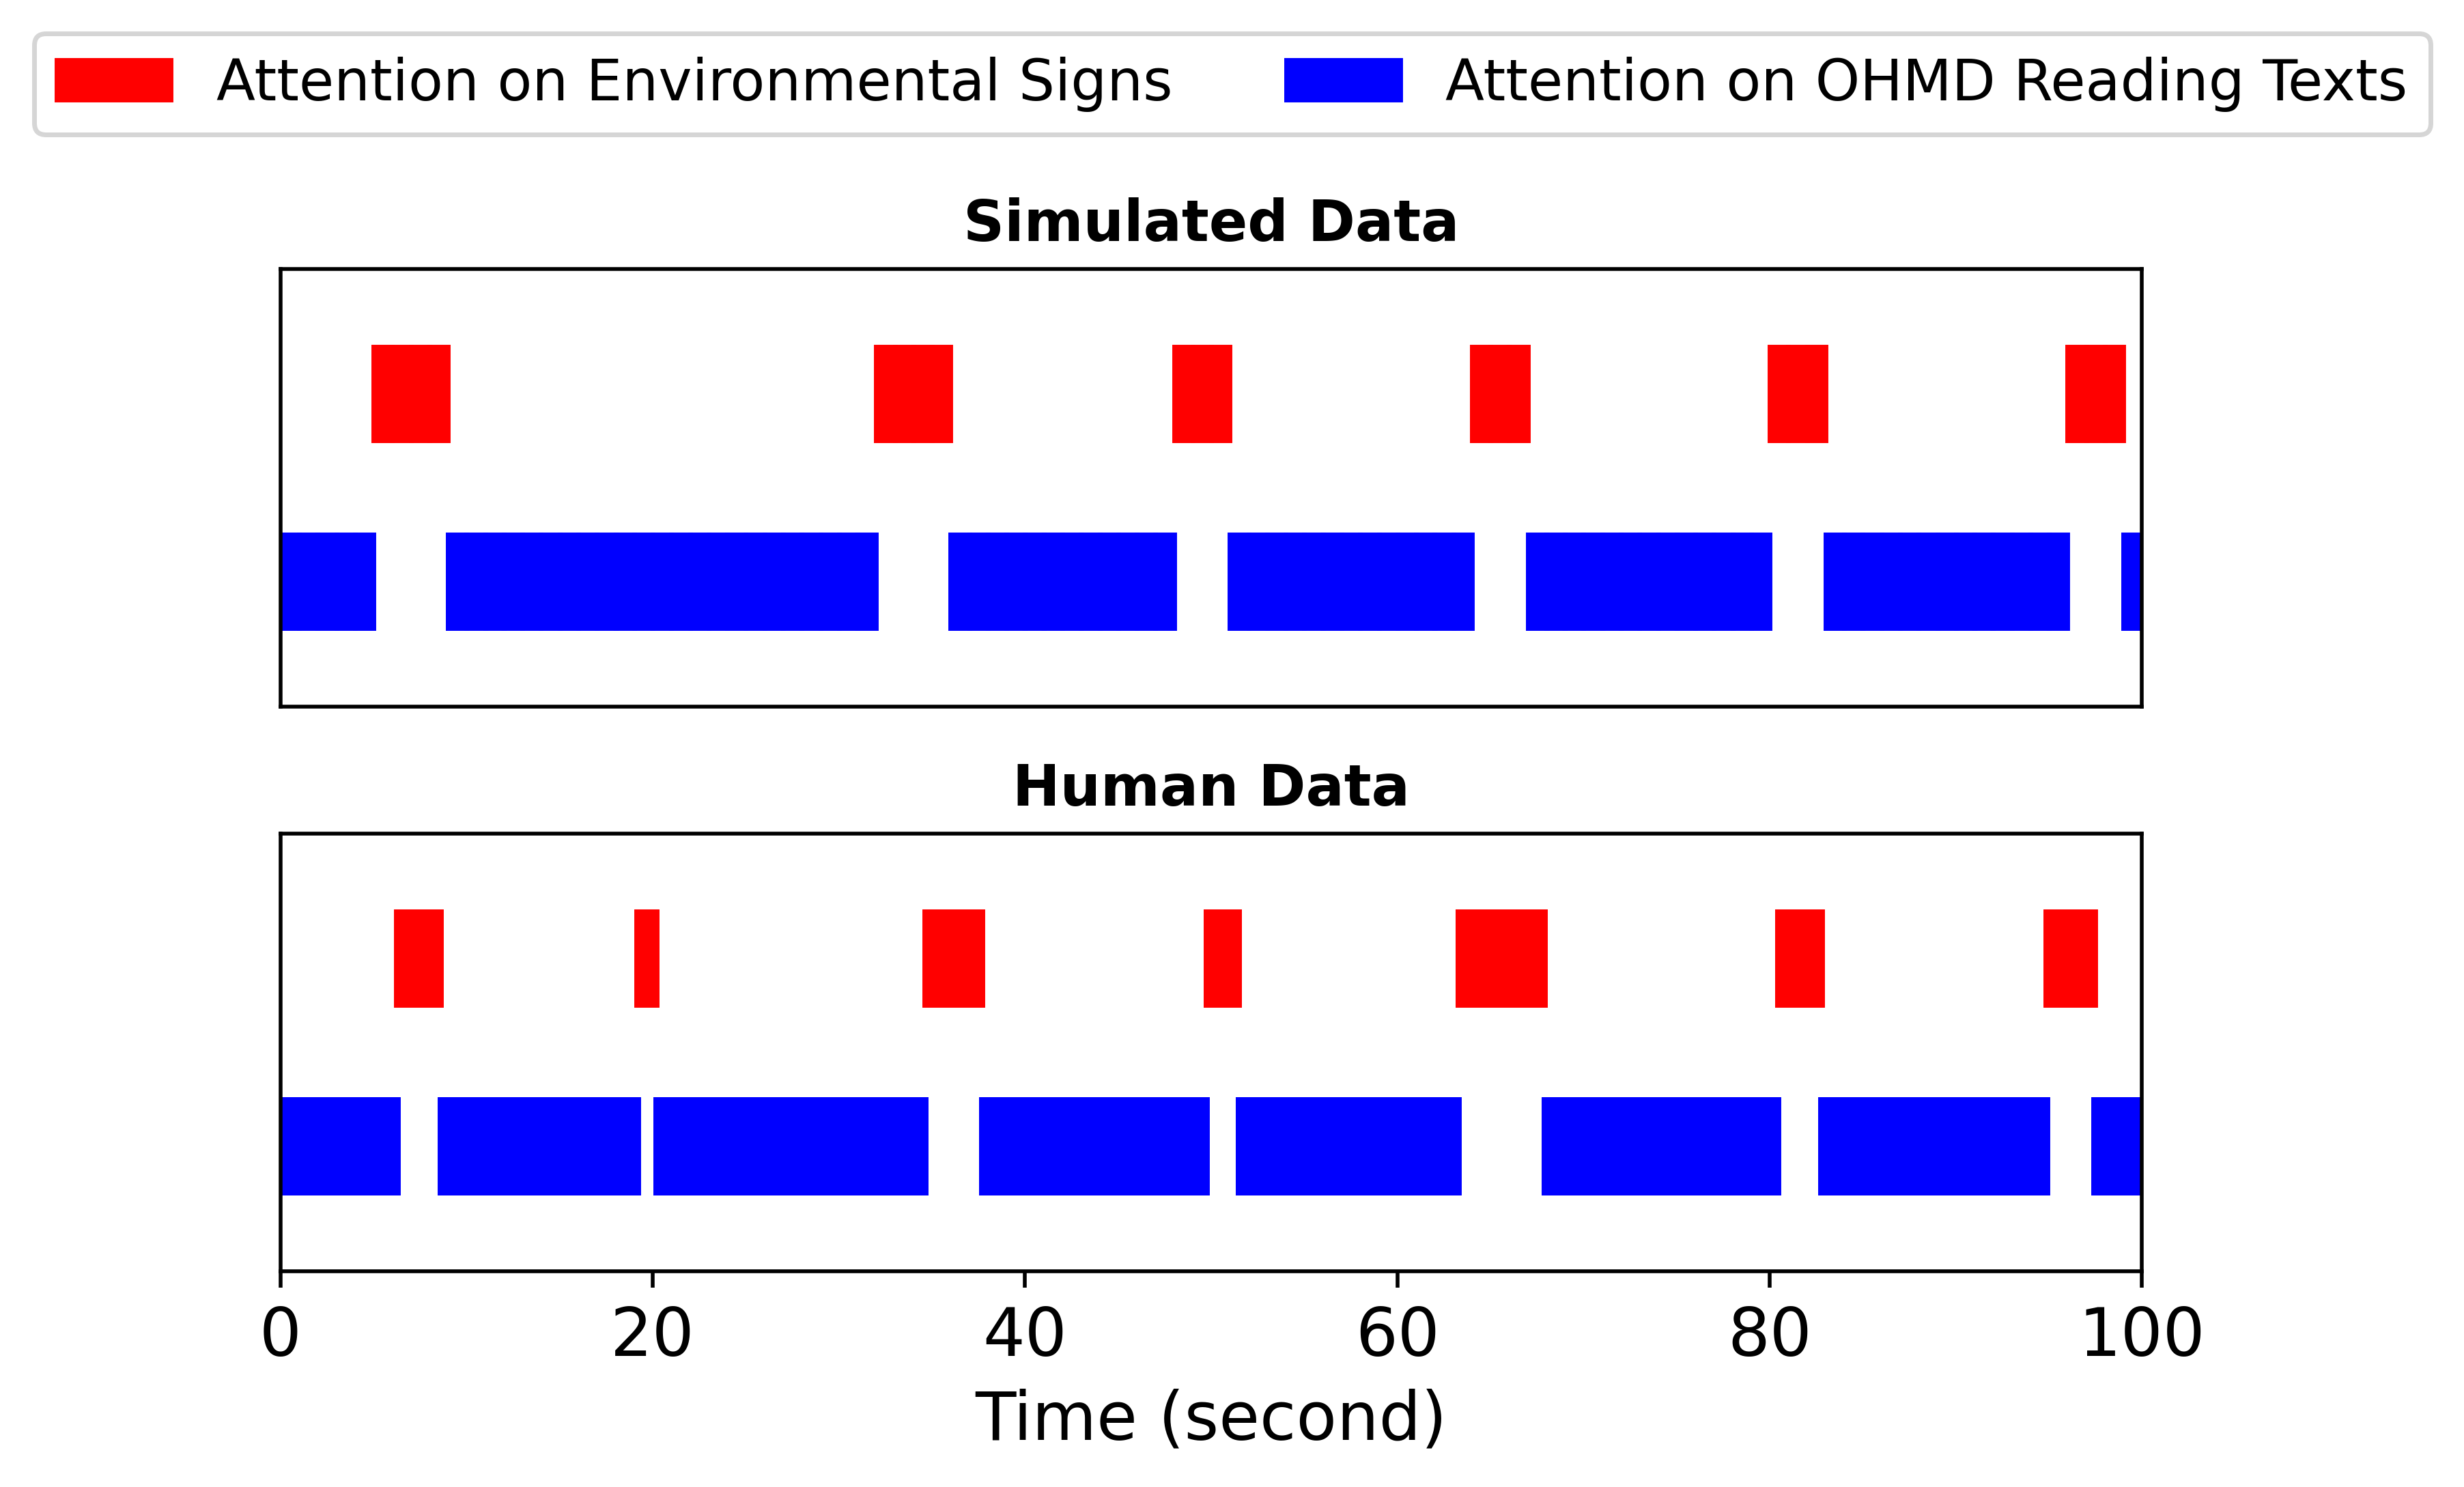 Attention on Environmental Signs Attention on OHMD Reading Texts
Simulated Data
Human Data
0 20 40 60 80 100
Time (second)